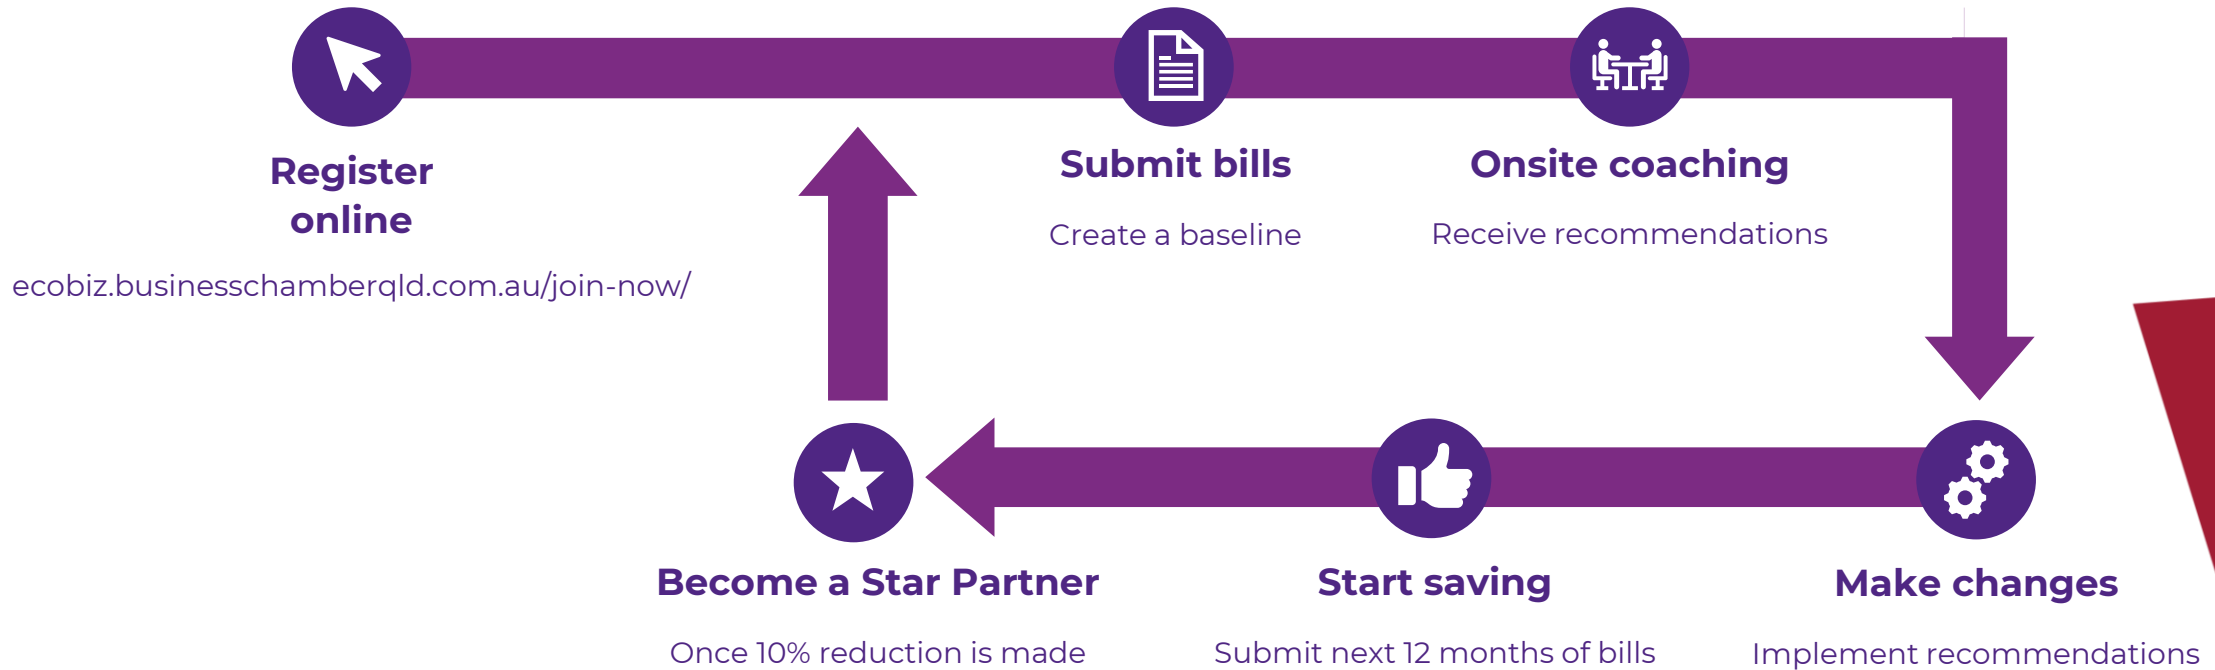 Register
online
ecobiz.businesschamberqld.com.au/join-now/
Submit bills
Create a baseline
Onsite coaching
Receive recommendations
Become a Star Partner
Once 10% reduction is made
Start saving
Submit next 12 months of bills
Make changes
Implement recommendations